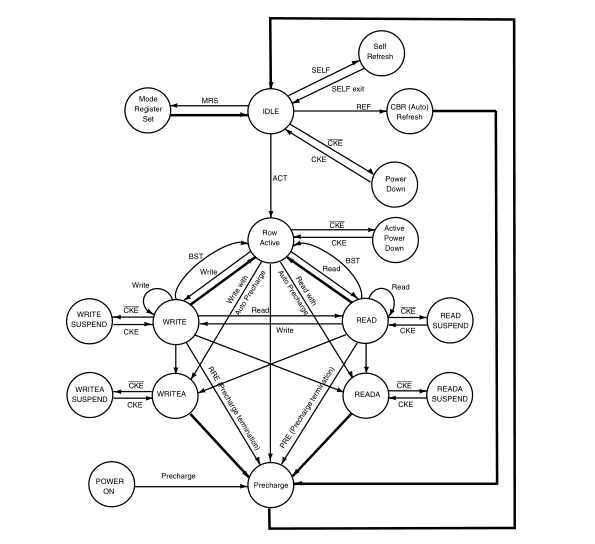 Self
Refresh
SELF
SELF exit
Mode
Register
Set
MRS
IDLE
REF
CBR (Auto)
Refresh
CKE
CKE
Power
Down
ACT
Row
Active
CKE
CKE
Active
Power
Down
BST
Write
Write with
Auto Precharge
Read with
Auto Precharge
Read
BST
Write
Read
WRITE
SUSPEND
CKE
CKE
WRITE
Read
Write
READ
CKE
CKE
READ
SUSPEND
WRITEA
SUSPEND
CKE
CKE
WRITEA
RRE (Precharge termination)
PRE (Precharge termination)
READA
CKE
CKE
READA
SUSPEND
POWER
ON
Precharge
Precharge